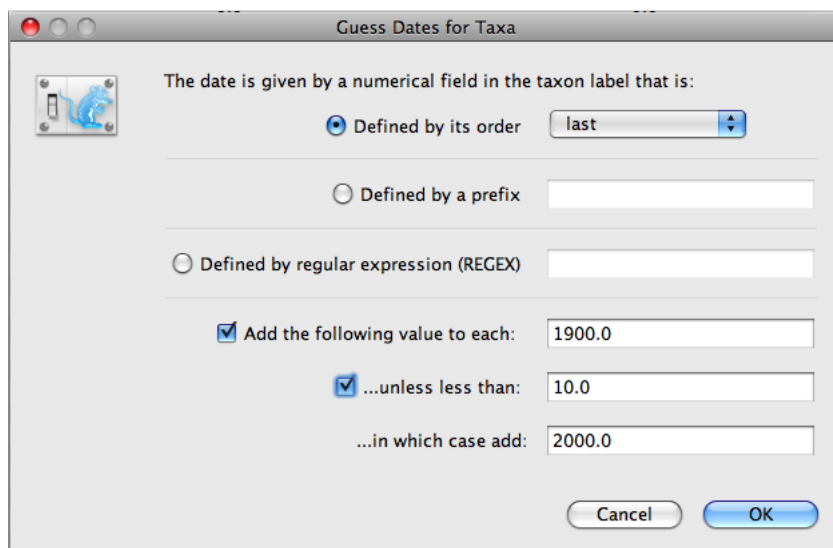 Guess Dates for Taxa
The date is given by a numerical field in the taxon label that is:
Defined by its order last
Defined by a prefix
Defined by regular expression (REGEX)
Add the following value to each: 1900.0
...unless less than: 10.0
...in which case add: 2000.0
Cancel OK